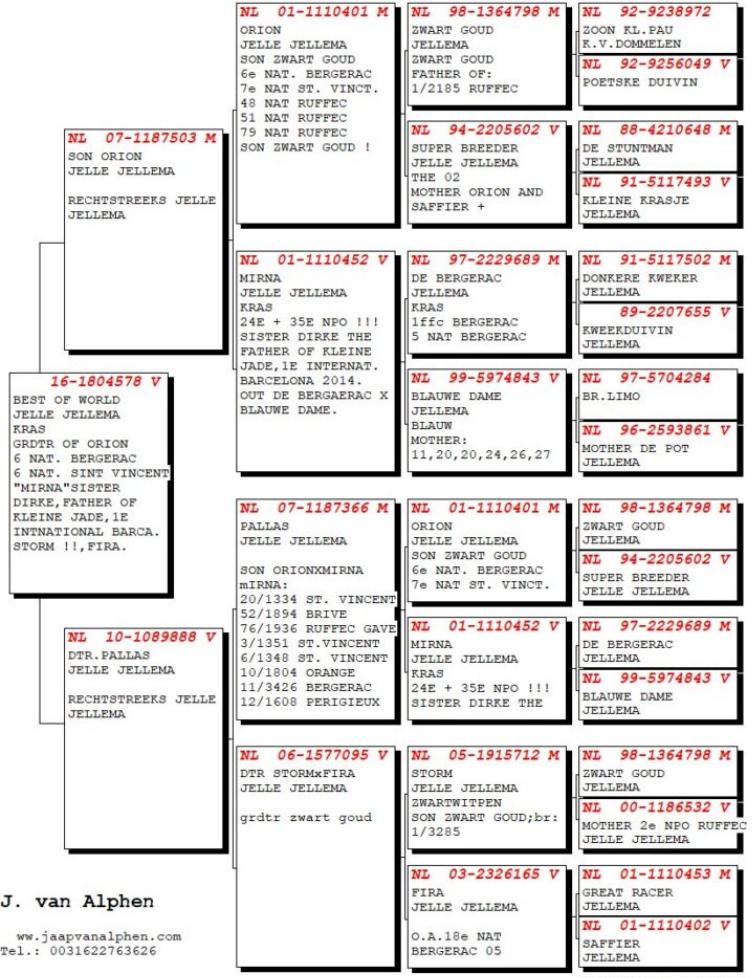 NL 01-1110401 M
ORION
JELLE JELLEMA
SON ZWART GOUD
6e NAT. BERGERAC
7e NAT ST. VINCT.
48 NAT RUFFEC
51 NAT RUFFEC
79 NAT RUFFEC
SON ZWART GOUD !
NL 98-1364798 M
ZWART GOUD
JELLEMA
ZWART GOUD
FATHER OF:
1/2185 RUFFEC
NL 92-9238972
ZOON KL.PAU
K.V.DOMMELEN
NL 92-9256049 V
POETSKE DUIVIN
NL 07-1187503 M
SON ORION
JELLE JELLEMA
RECHTSTREEKS JELLE
JELLEMA
NL 94-2205602 V
SUPER BREEDER
JELLE JELLEMA
THE 02
MOTHER ORION AND
SAFFIER +
NL 88-4210648 M
DE STUNTMAN
JELLEMA
NL 91-5117493 V
KLEINE KRASJE
JELLEMA
NL 01-1110452 V
MIRNA
JELLE JELLEMA
KRAS
24E + 35E NPO !!!
SISTER DIRKE THE
FATHER OF KLEINE
JADE,1E INTERNAT.
BARCELONA 2014.
OUT DE BERGAERAC X
BLAUWE DAME.
NL 97-2229689 M
DE BERGERAC
JELLEMA
KRAS
1ffc BERGERAC
5 NAT BERGERAC
NL 91-5117502 M
DONKERE KWEKER
JELLEMA
89-2207655 V
KWEEKDUIVIN
JELLEMA
16-1804578 V
BEST OF WORLD
JELLE JELLEMA
KRAS
GRDTR OF ORION
6 NAT. BERGERAC
6 NAT. SINT VINCENT
"MIRNA"SISTER
DIRKE,FATHER OF
KLEINE JADE,1E
INTNATIONAL BARCA.
STORM !!,FIRA.
NL 99-5974843 V
BLAUWE DAME
JELLEMA
BLAUW
MOTHER:
11,20,20,24,26,27
NL 97-5704284
BR.LIMO
NL 96-2593861 V
MOTHER DE POT
JELLEMA
NL 07-1187366 M
PALLAS
JELLE JELLEMA
SON ORIONXMIRNA
mIRNA:
20/1334 ST. VINCENT
52/1894 BRIVE
76/1936 RUFFEC GAVE
3/1351 ST.VINCENT
6/1348 ST. VINCENT
10/1804 ORANGE
11/3426 BERGERAC
12/1608 PERIGIEUX
NL 01-1110401 M
ORION
JELLE JELLEMA
SON ZWART GOUD
6e NAT. BERGERAC
7e NAT ST. VINCT.
NL 98-1364798 M
ZWART GOUD
JELLEMA
NL 94-2205602 V
SUPER BREEDER
JELLE JELLEMA
NL 10-1089888 V
DTR.PALLAS
JELLE JELLEMA
RECHTSTREEKS JELLE
JELLEMA
NL 01-1110452 V
MIRNA
JELLE JELLEMA
KRAS
24E + 35E NPO !!!
SISTER DIRKE THE
NL 97-2229689 M
DE BERGERAC
JELLEMA
NL 99-5974843 V
BLAUWE DAME
JELLEMA
NL 06-1577095 V
DTR STORMxFIRA
JELLE JELLEMA
grdtr zwart goud
NL 05-1915712 M
STORM
JELLE JELLEMA
ZWARTWITPEN
SON ZWART GOUD;br:
1/3285
NL 98-1364798 M
ZWART GOUD
JELLEMA
NL 00-1186532 V
MOTHER 2e NPO RUFFEC
JELLE JELLEMA
NL 03-2326165 V
FIRA
JELLE JELLEMA
O.A.18e NAT
BERGERAC 05
NL 01-1110453 M
GREAT RACER
JELLEMA
NL 01-1110402 V
SAFFIER
JELLEMA
J. van Alphen
ww.jaapvanalphen.com
Tel.: 0031622763626